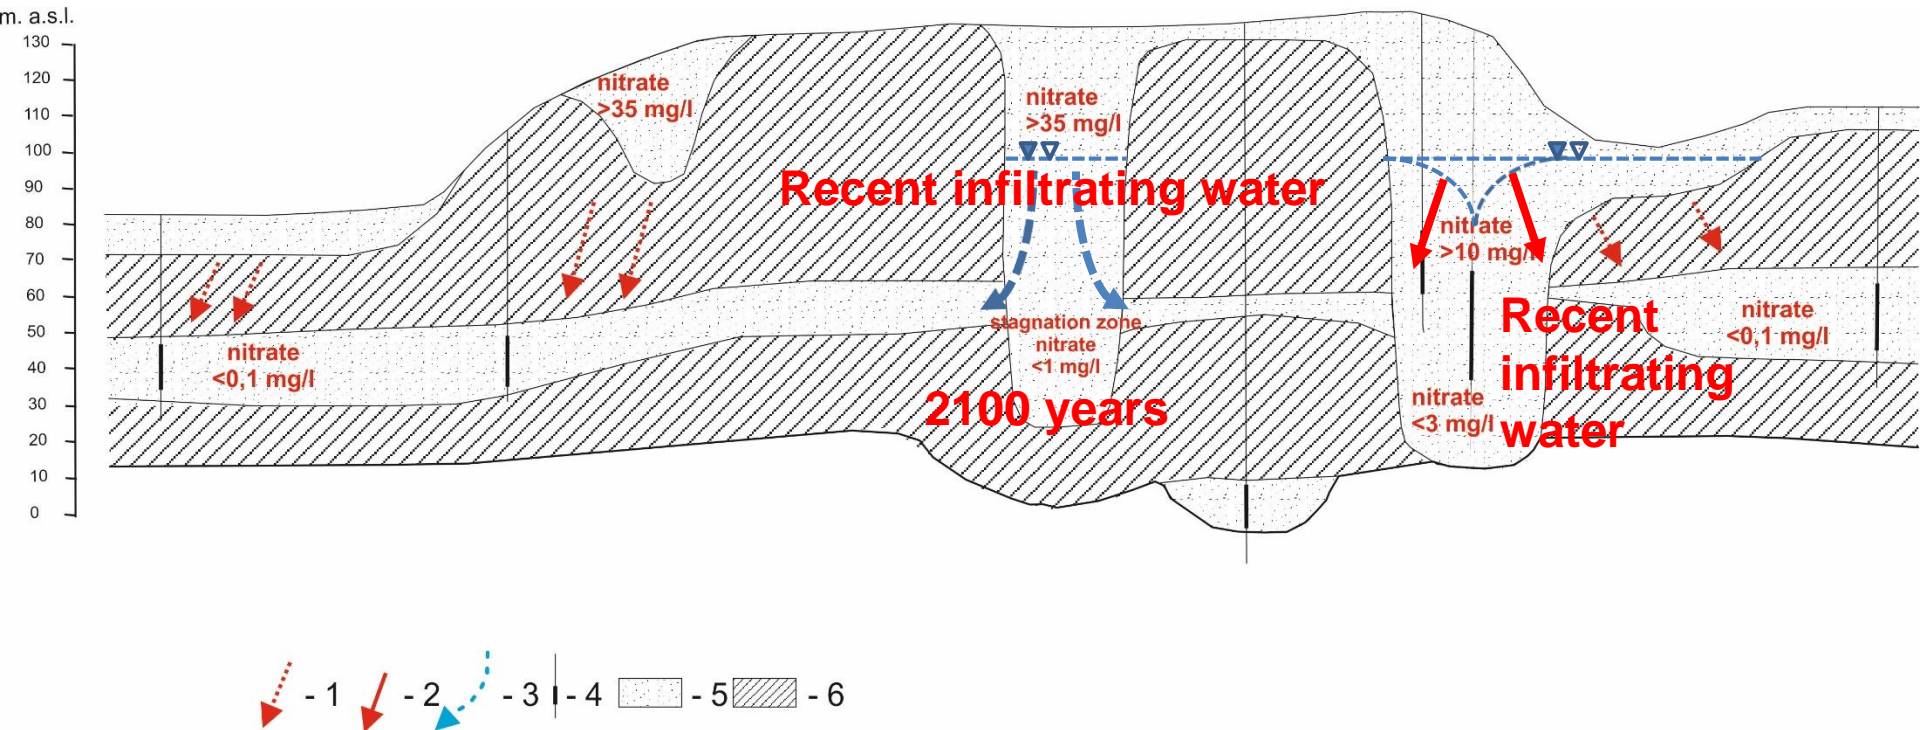 m. a.s.l.
130
120
110
100
90
80
70
60
50
40
30
20
10
0
nitrate
>35 mg/l
nitrate
>35 mg/l
Recent infiltrating water
nitrate
>10 mg/l
stagnation zone
nitrate
<1 mg/l
2100 years
nitrate
<0,1 mg/l
Recent
infiltrating
water
nitrate
<3 mg/l
nitrate
<0,1 mg/l
- 1
- 2
- 3
- 4
- 5
- 6